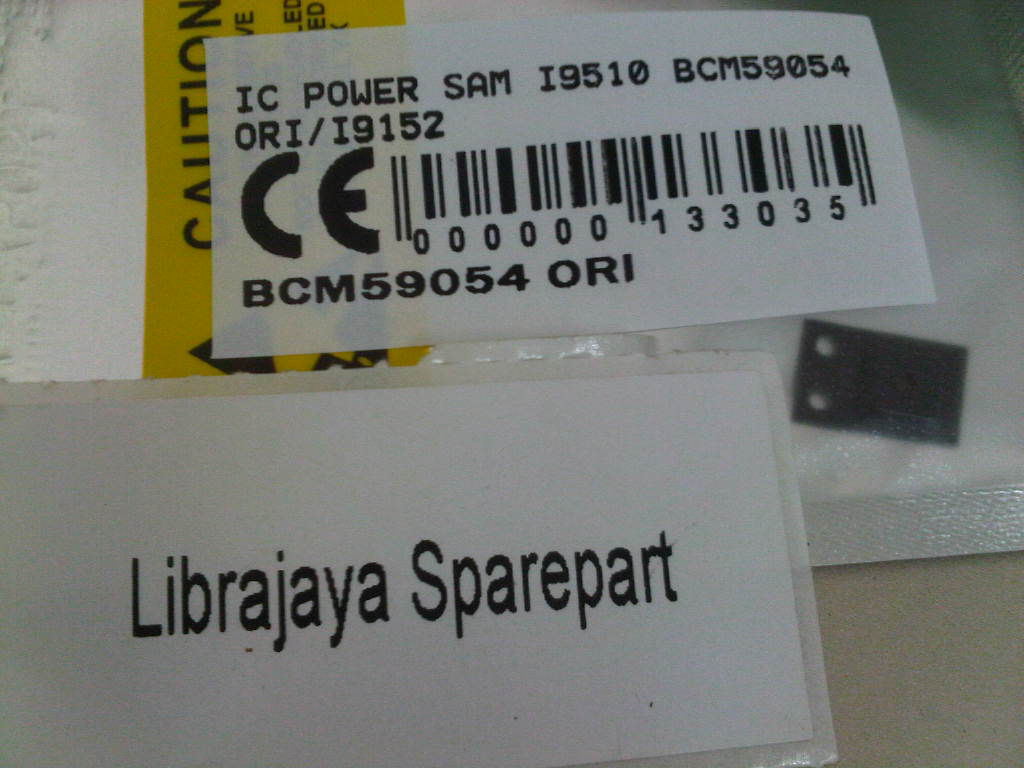 CAUTION
IC POWER SAM I9510 BCM59054
ORI/I9152
CE
000000 133035
BCM59054 ORI
Librajaya Sparepart